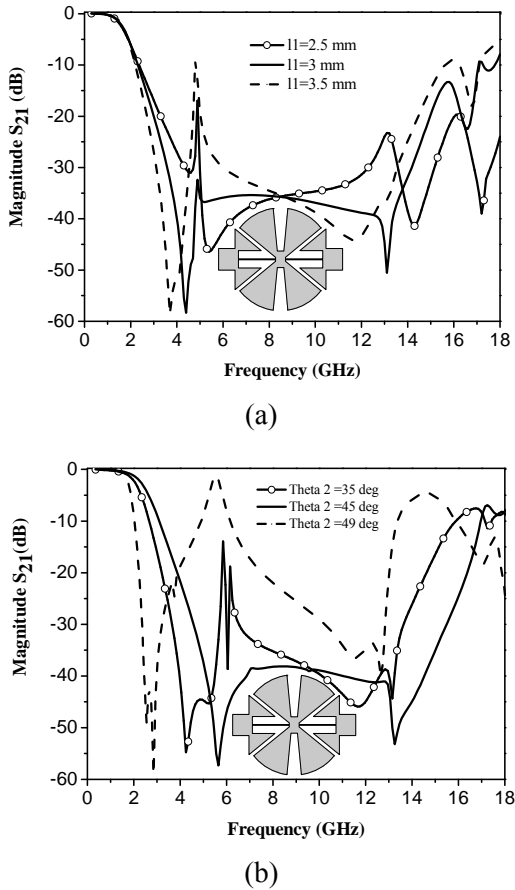 0
-10
-20
-30
-40
-50
-60
Magnitude S21 (dB)
l1=2.5 mm
l1=3 mm
l1=3.5 mm
0 2 4 6 8 10 12 14 16 18
Frequency (GHz)
(a)
0
-10
-20
-30
-40
-50
-60
Magnitude S21(dB)
Theta 2 =35 deg
Theta 2 =45 deg
Theta 2 =49 deg
0 2 4 6 8 10 12 14 16 18
Frequency (GHz)
(b)